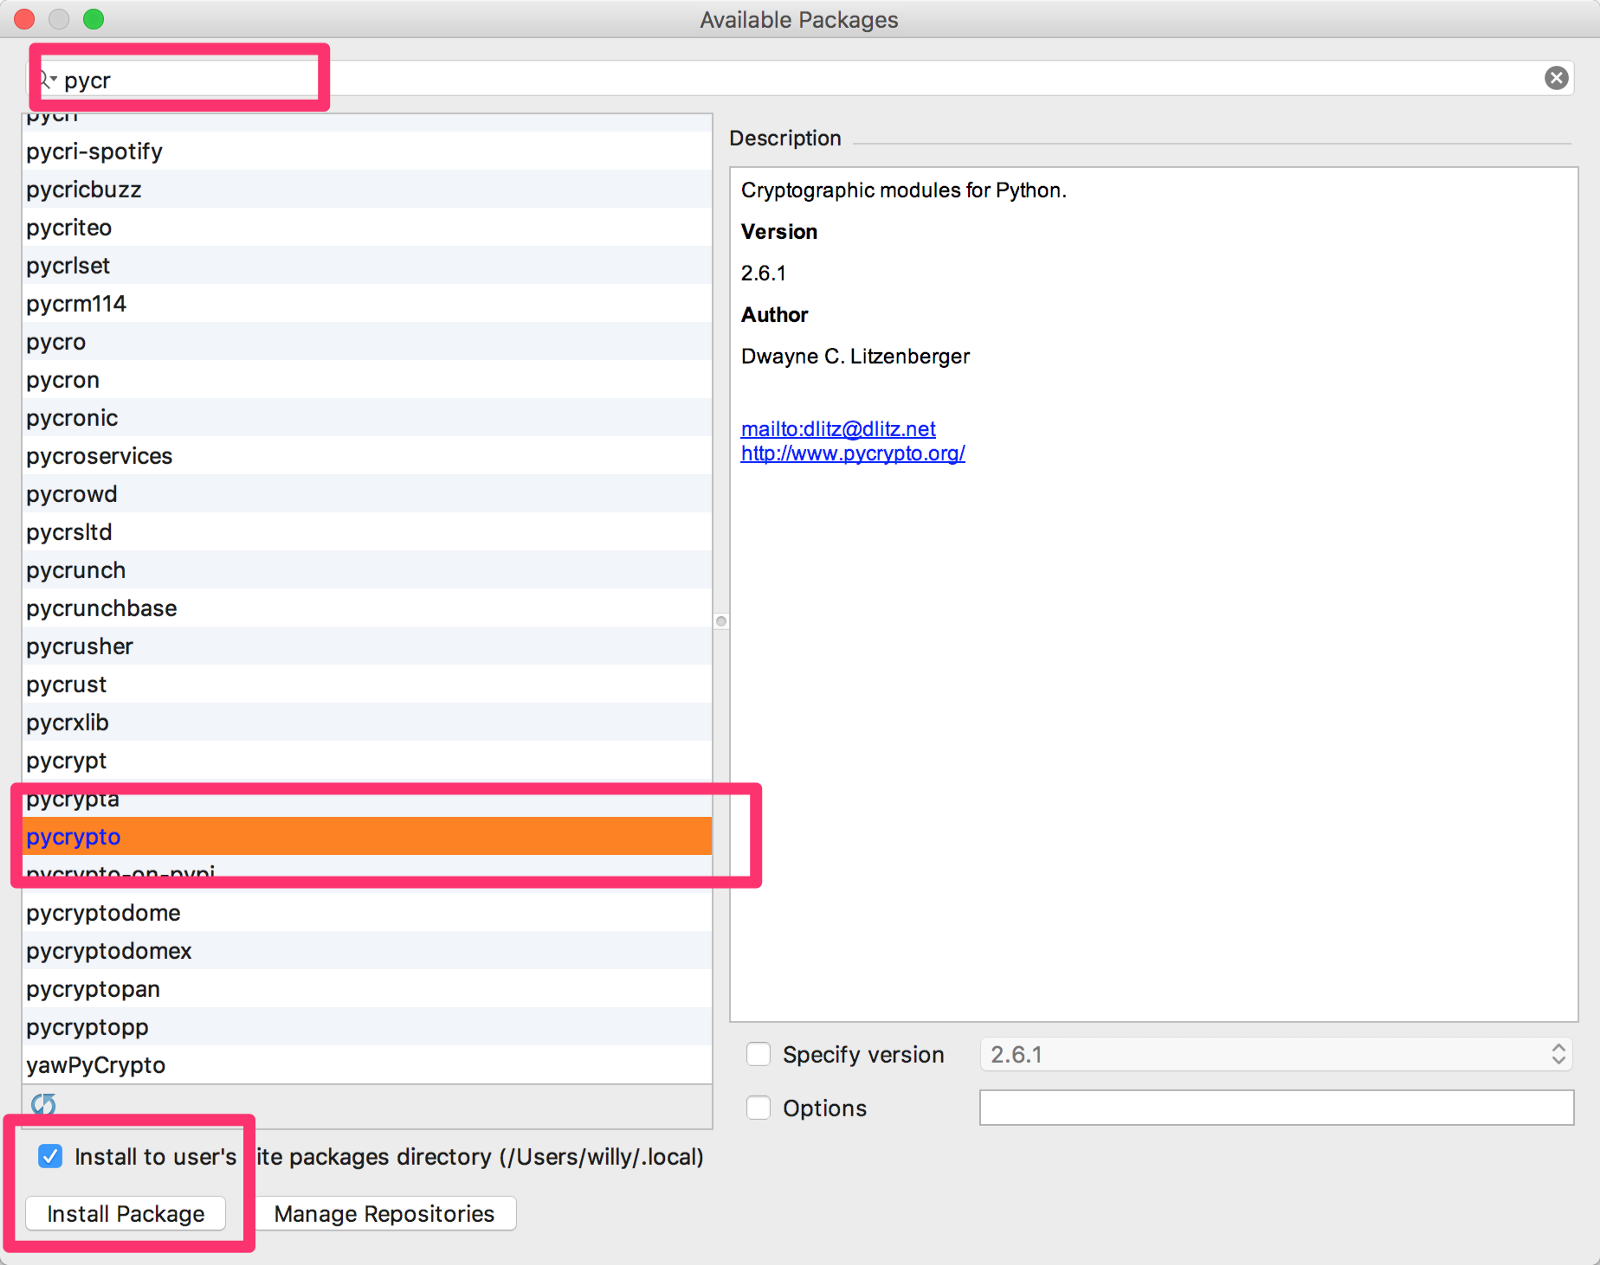 Available Packages
pycr
pycri
pycri-spotify
pycricbuzz
pycriteo
pycrlset
pycrm114
pycro
pycron
pycronic
pycroservices
pycrowd
pycrsltd
pycrunch
pycrunchbase
pycrusher
pycrust
pycrxlib
pycrypt
pycrypta
pycrypto
pycrypto-on-pypi
pycryptodome
pycryptodomex
pycryptopan
pycryptopp
yawPyCrypto
Description
Cryptographic modules for Python.
Version
2.6.1
Author
Dwayne C. Litzenberger
mailto:dlitz@dlitz.net
http://www.pycrypto.org/
Specify version 2.6.1
Options
Install to user's ite packages directory (/Users/willy/.local)
Install Package Manage Repositories